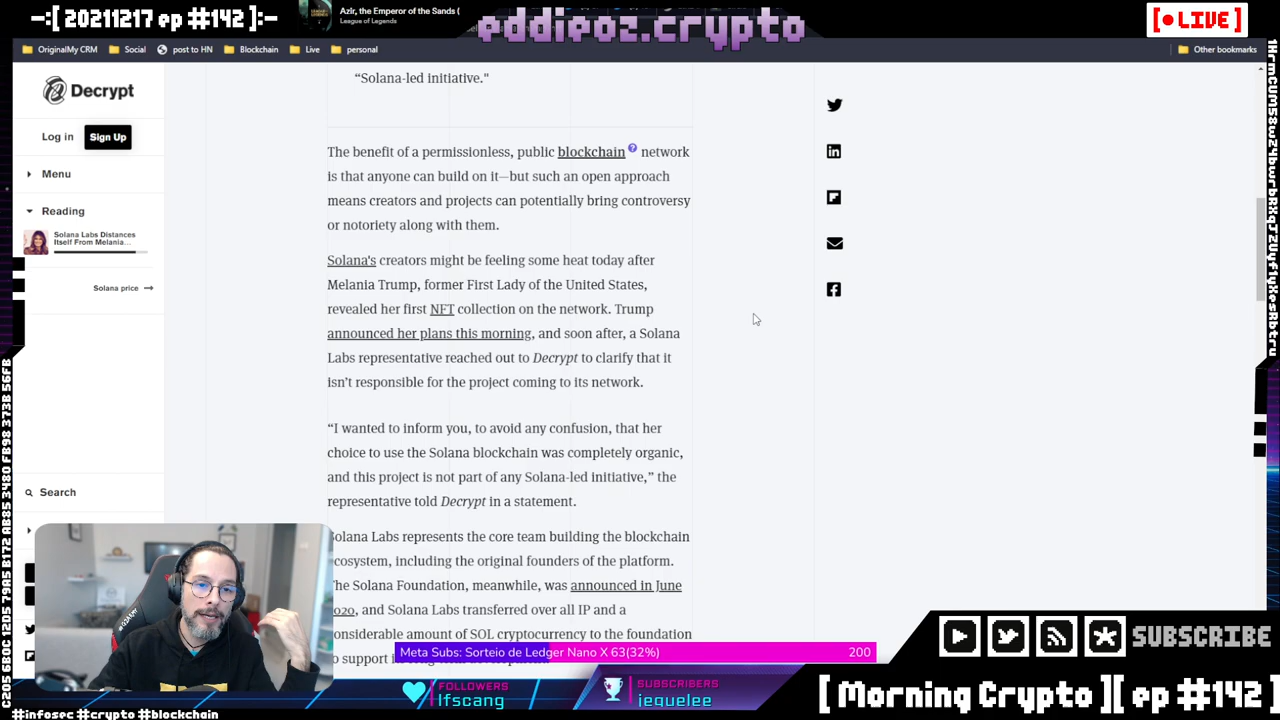 -:[ 20211217 ep #142 ]:-
Azir, the Emperor of the Sands (
League of Legends
eddieoz.crypto
[●LIVE]
OriginalMy CRM
Social
post to HN
Blockchain
Live
personal
Other bookmarks
Decrypt
Log in
Sign Up
Menu
Reading
Solana Labs Distances
Itself From Melania...
Solana price
Search
“Solana-led initiative."
The benefit of a permissionless, public blockchain network
is that anyone can build on it—but such an open approach
means creators and projects can potentially bring controversy
or notoriety along with them.
Solana's creators might be feeling some heat today after
Melania Trump, former First Lady of the United States,
revealed her first NFT collection on the network. Trump
announced her plans this morning, and soon after, a Solana
Labs representative reached out to Decrypt to clarify that it
isn’t responsible for the project coming to its network.
“I wanted to inform you, to avoid any confusion, that her
choice to use the Solana blockchain was completely organic,
and this project is not part of any Solana-led initiative,” the
representative told Decrypt in a statement.
Solana Labs represents the core team building the blockchain
ecosystem, including the original founders of the platform.
The Solana Foundation, meanwhile, was announced in June
2020, and Solana Labs transferred over all IP and a
considerable amount of SOL cryptocurrency to the foundation
Meta Subs: Sorteio de Ledger Nano X 63(32%)
200
FOLLOWERS
lfscang
SUBSCRIBERS
ieguelee
SUBSCRIBE
[ Morning Crypto ][ ep #142 ]
#infosec #crypto #blockchain